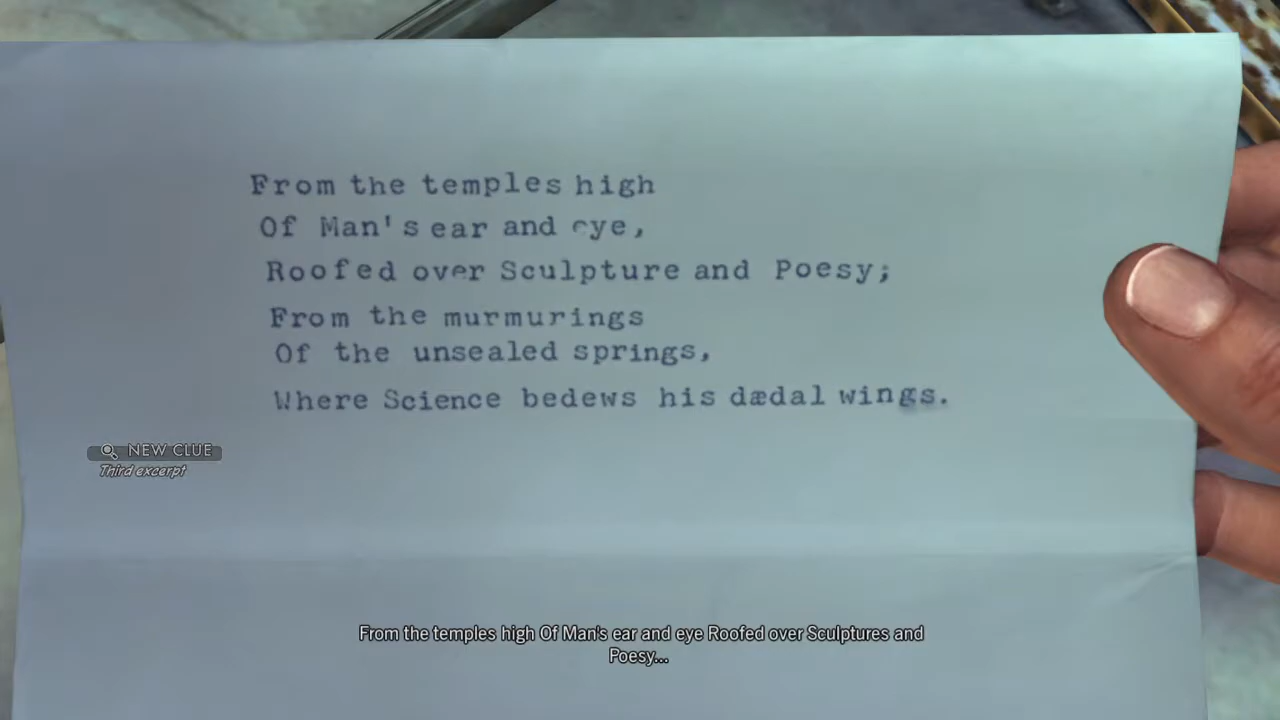 From the temples high
Of Man's ear and eye,
Roofed over Sculpture and Poesy;
From the murmurings
Of the unsealed springs,
Where Science bedews his dædal wings.
NEW CLUE
Third excerpt
From the temples high Of Man's ear and eye Roofed over Sculptures and
Poesy...